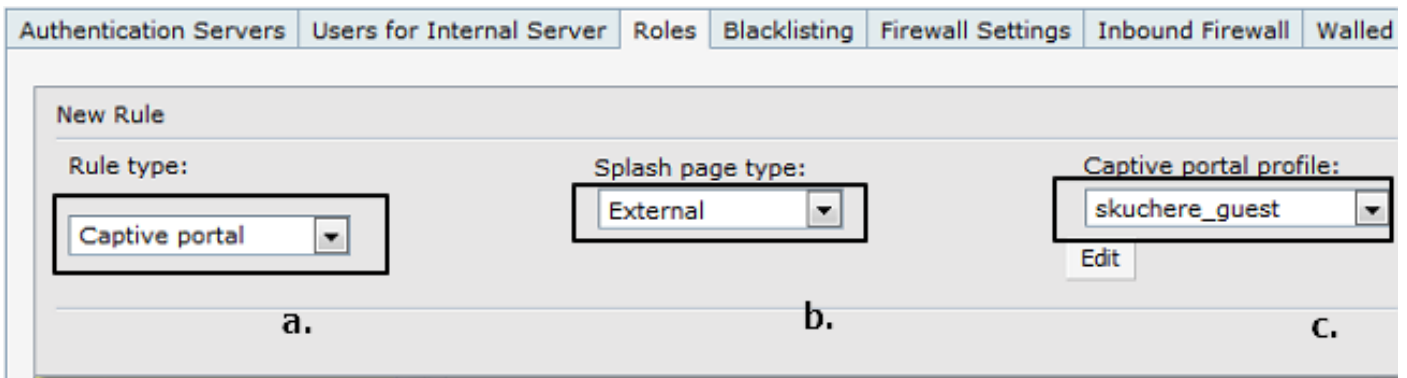 Authentication Servers Users for Internal Server Roles Blacklisting Firewall Settings Inbound Firewall Walled
New Rule
Rule type: Splash page type: Captive portal profile:
Captive portal External skuchere_guest
Edit
a. b. c.